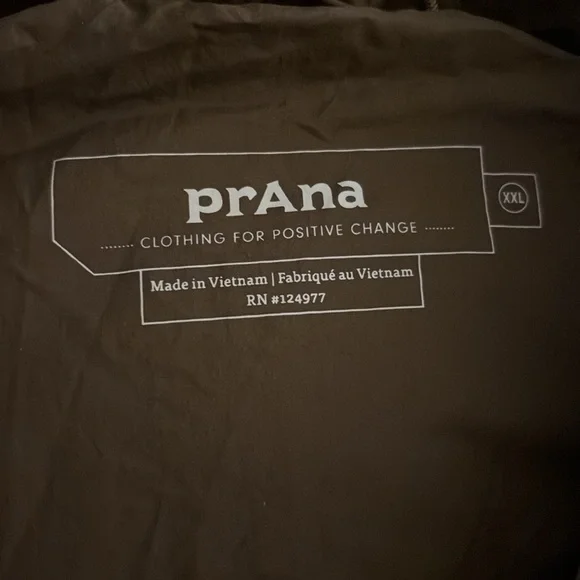 prAna
XXL
........ CLOTHING FOR POSITIVE CHANGE ........
Made in Vietnam | Fabriqué au Vietnam
RN #124977